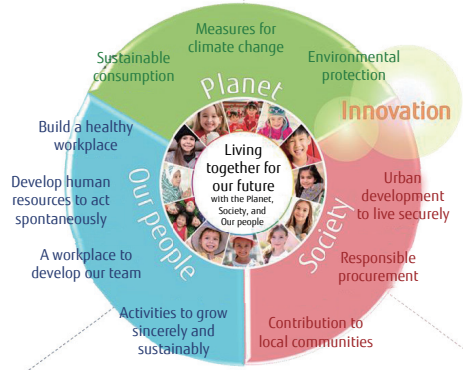 Measures for
climate change
Sustainable
consumption
Environmental
protection
Planet
Innovation
Build a healthy
workplace
Develop human
resources to act
spontaneously
A workplace to
develop our team
Activities to grow
sincerely and
sustainably
Our people
Living
together for
our future
with the Planet,
Society, and
Our people
Society
Urban
development
to live securely
Responsible
procurement
Contribution to
local communities